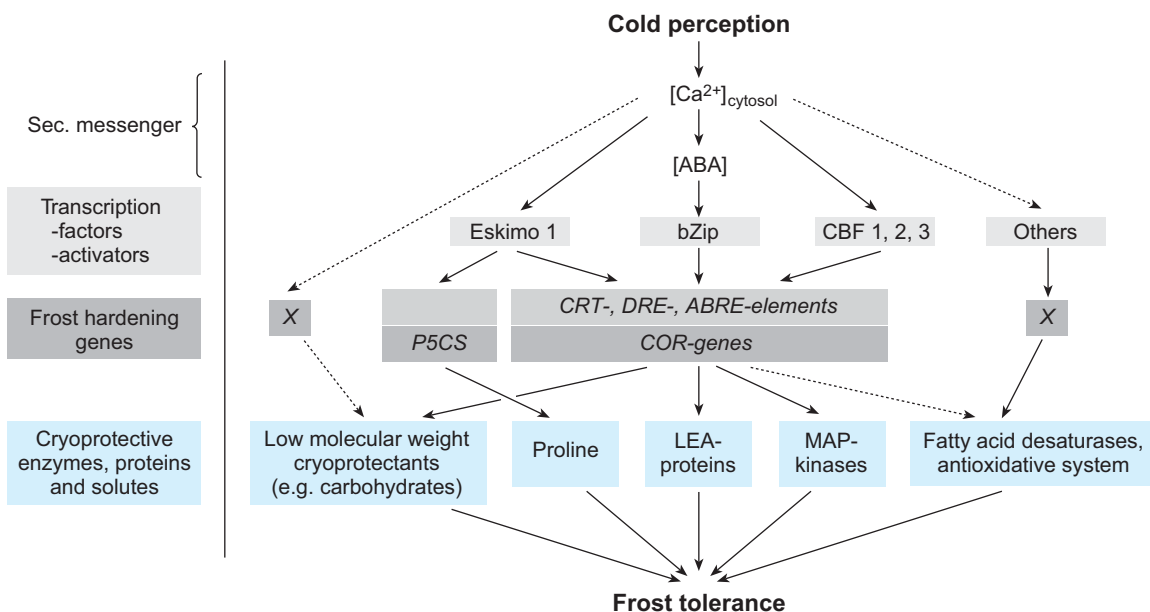 Cold perception
[Ca²⁺]cytosol
Sec. messenger
[ABA]
Transcription
-factors
-activators
Eskimo 1
bZip
CBF 1, 2, 3
Others
Frost hardening
genes
X
CRT-, DRE-, ABRE-elements
P5CS
COR-genes
X
Cryoprotective
enzymes, proteins
and solutes
Low molecular weight
cryoprotectants
(e.g. carbohydrates)
Proline
LEA-
proteins
MAP-
kinases
Fatty acid desaturases,
antioxidative system
Frost tolerance